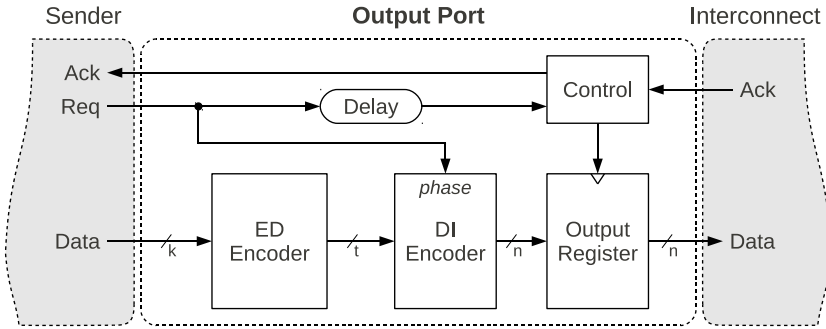 Sender
Output Port
Interconnect
Ack
Req
Delay
Control
Ack
phase
Data
k
ED
Encoder
t
DI
Encoder
n
Output
Register
n
Data